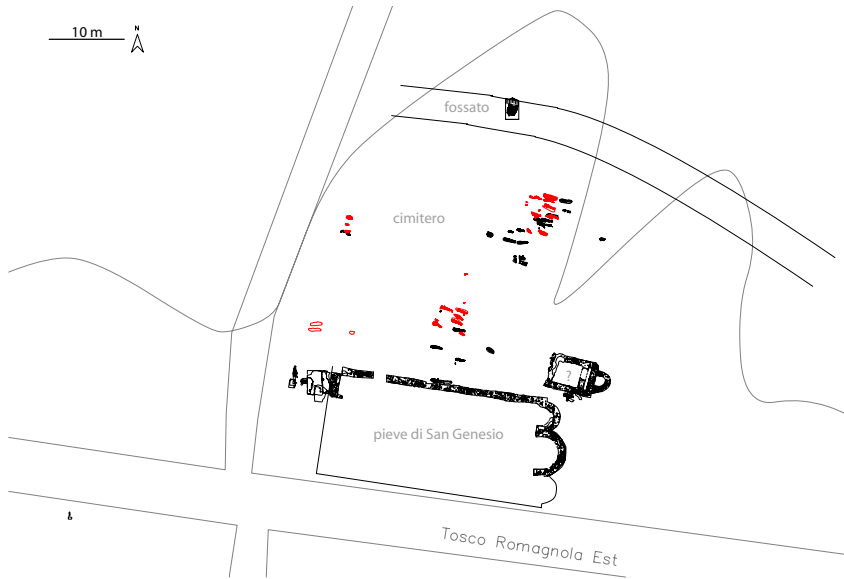 N
10 m
fossato
cimitero
?
pieve di San Genesio
Tosco Romagnola Est